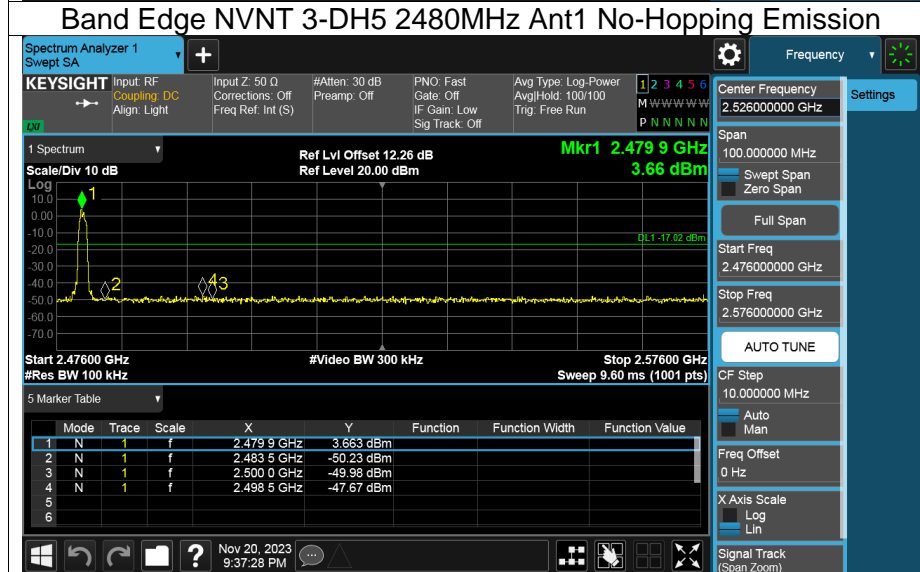 Band Edge NVNT 3-DH5 2480MHz Ant1 No-Hopping Emission
Spectrum Analyzer 1
Swept SA
+
Frequency
KEYSIGHT
Input: RF
Coupling: DC
Align: Light
Input Z: 50 Ω
Corrections: Off
Freq Ref: Int (S)
#Atten: 30 dB
Preamp: Off
PNO: Fast
Gate: Off
IF Gain: Low
Sig Track: Off
Avg Type: Log-Power
Avg|Hold: 100/100
Trig: Free Run
1 2 3 4 5 6
M W W W W W
P N N N N N
LXI
1 Spectrum
Scale/Div 10 dB
Ref Lvl Offset 12.26 dB
Ref Level 20.00 dBm
Mkr1 2.479 9 GHz
3.66 dBm
Log
10.0
0.00
-10.0
-20.0
-30.0
-40.0
-50.0
-60.0
-70.0
1
2
4
3
DL1 -17.02 dBm
Start 2.47600 GHz
#Video BW 300 kHz
Stop 2.57600 GHz
#Res BW 100 kHz
Sweep 9.60 ms (1001 pts)
5 Marker Table
Mode Trace Scale X Y Function Function Width Function Value
1 N 1 f 2.479 9 GHz 3.663 dBm
2 N 1 f 2.483 5 GHz -50.23 dBm
3 N 1 f 2.500 0 GHz -49.98 dBm
4 N 1 f 2.498 5 GHz -47.67 dBm
5
6
?
Nov 20, 2023
9:37:28 PM
Center Frequency
2.526000000 GHz
Settings
Span
100.000000 MHz
Swept Span
Zero Span
Full Span
Start Freq
2.476000000 GHz
Stop Freq
2.576000000 GHz
AUTO TUNE
CF Step
10.000000 MHz
Auto
Man
Freq Offset
0 Hz
X Axis Scale
Log
Lin
Signal Track
(Span Zoom)